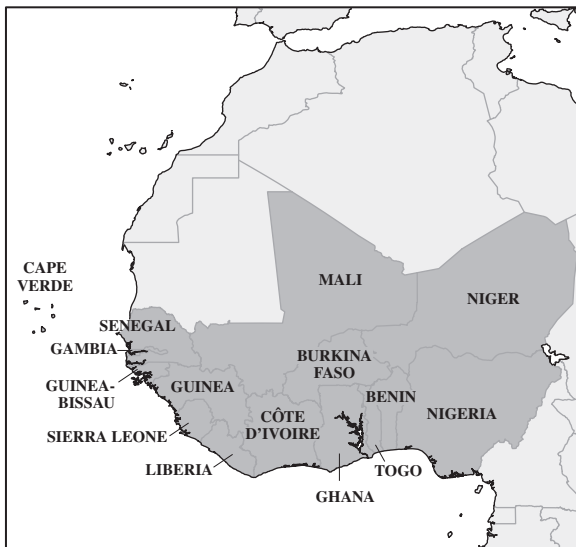 CAPE
VERDE
MALI
NIGER
SENEGAL
GAMBIA
GUINEA-
BISSAU
GUINEA
BURKINA
FASO
BENIN
NIGERIA
CÔTE
D’IVOIRE
SIERRA LEONE
LIBERIA
TOGO
GHANA